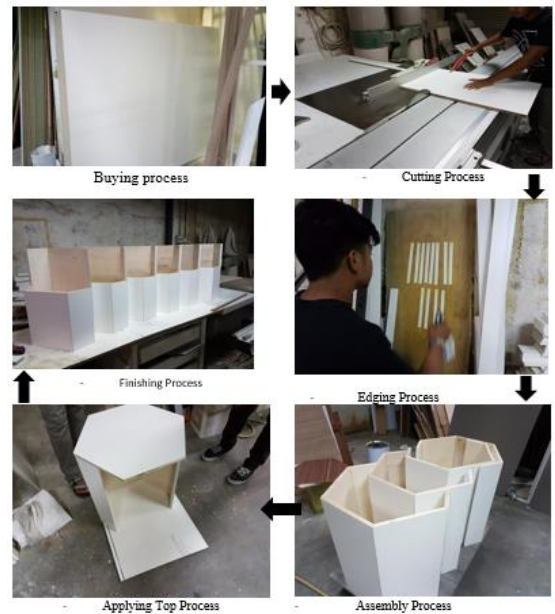 Buying process
- Cutting Process
- Edging Process
- Assembly Process
- Applying Top Process
- Finishing Process